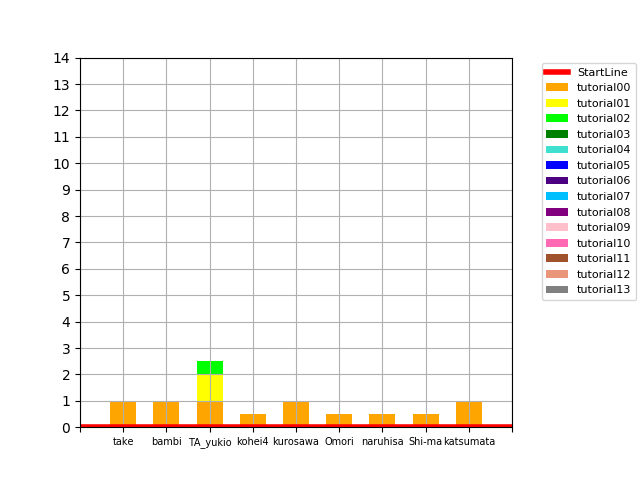 14
13
12
11
10
9
8
7
6
5
4
3
2
1
0
take bambi TA_yukio kohei4 kurosawa Omori naruhisa Shi-ma katsumata
StartLine
tutorial00
tutorial01
tutorial02
tutorial03
tutorial04
tutorial05
tutorial06
tutorial07
tutorial08
tutorial09
tutorial10
tutorial11
tutorial12
tutorial13